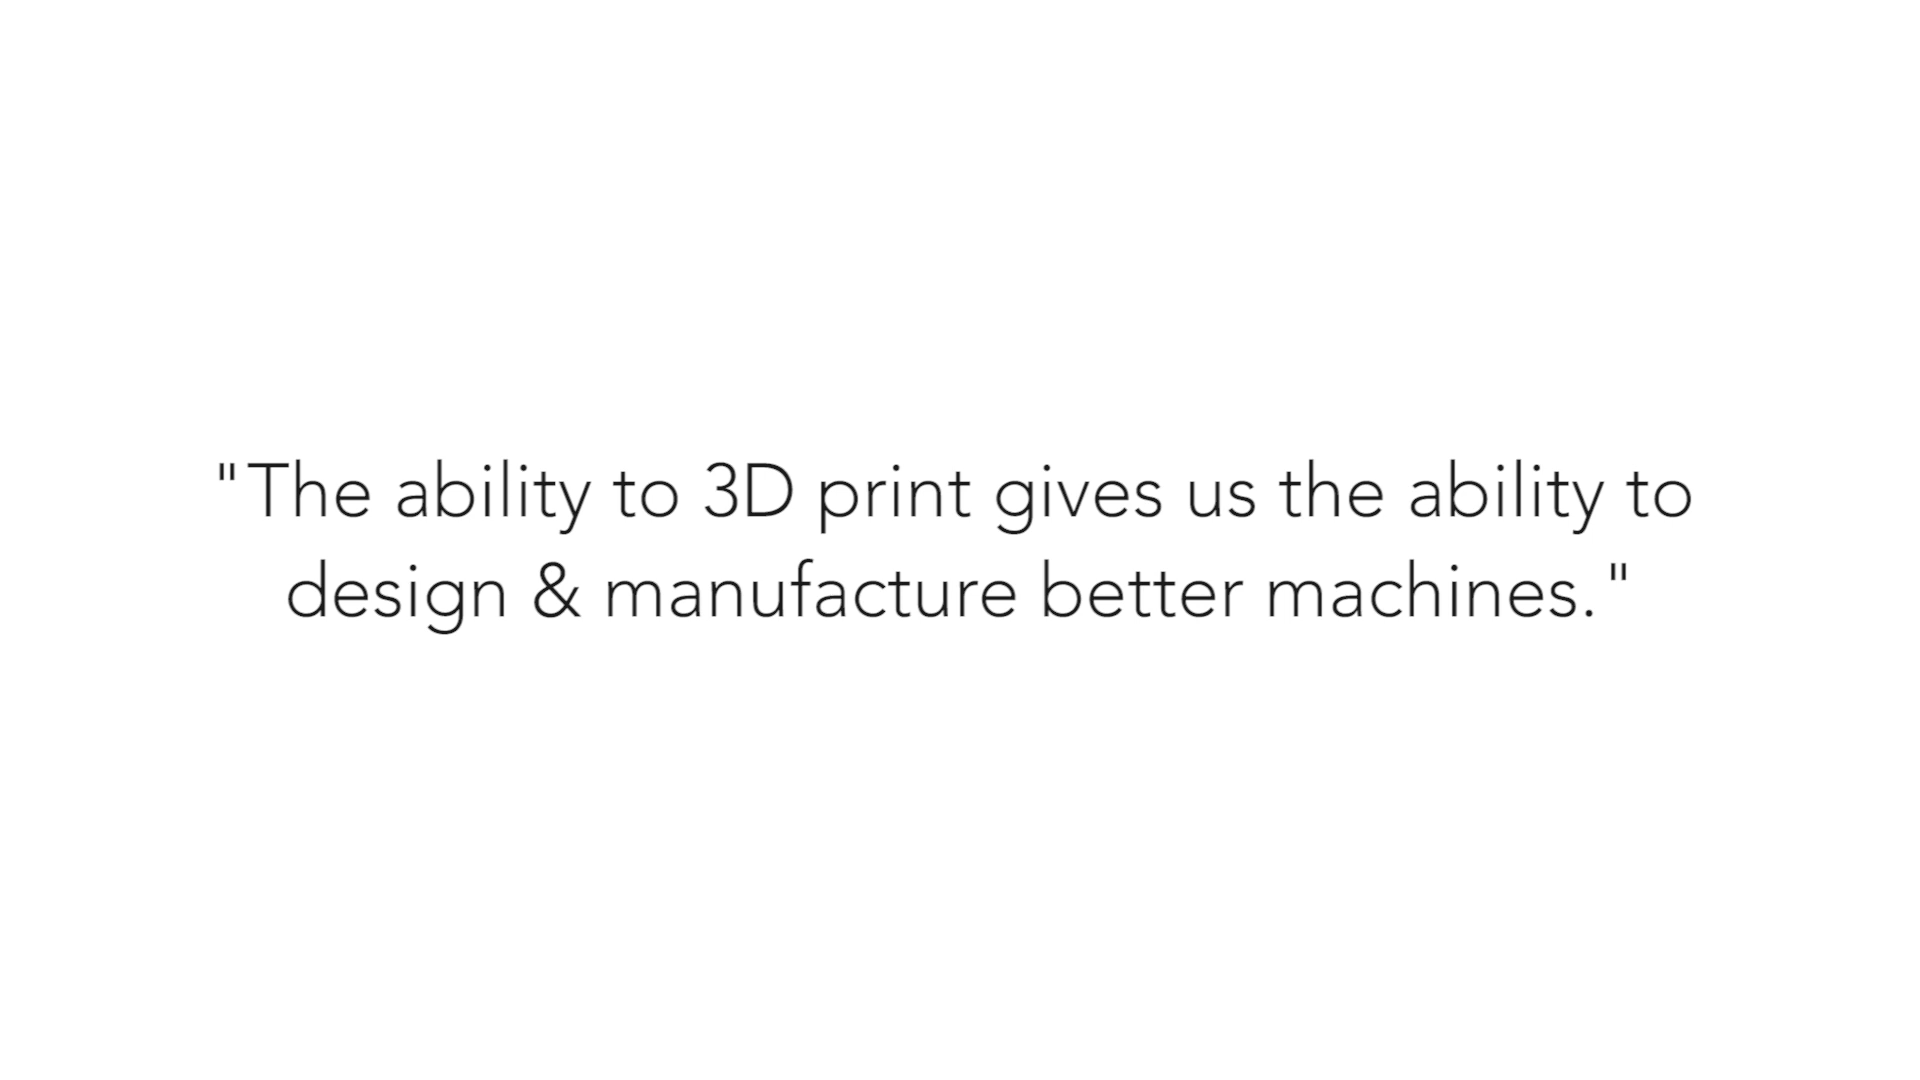 "The ability to 3D print gives us the ability to
design & manufacture better machines."